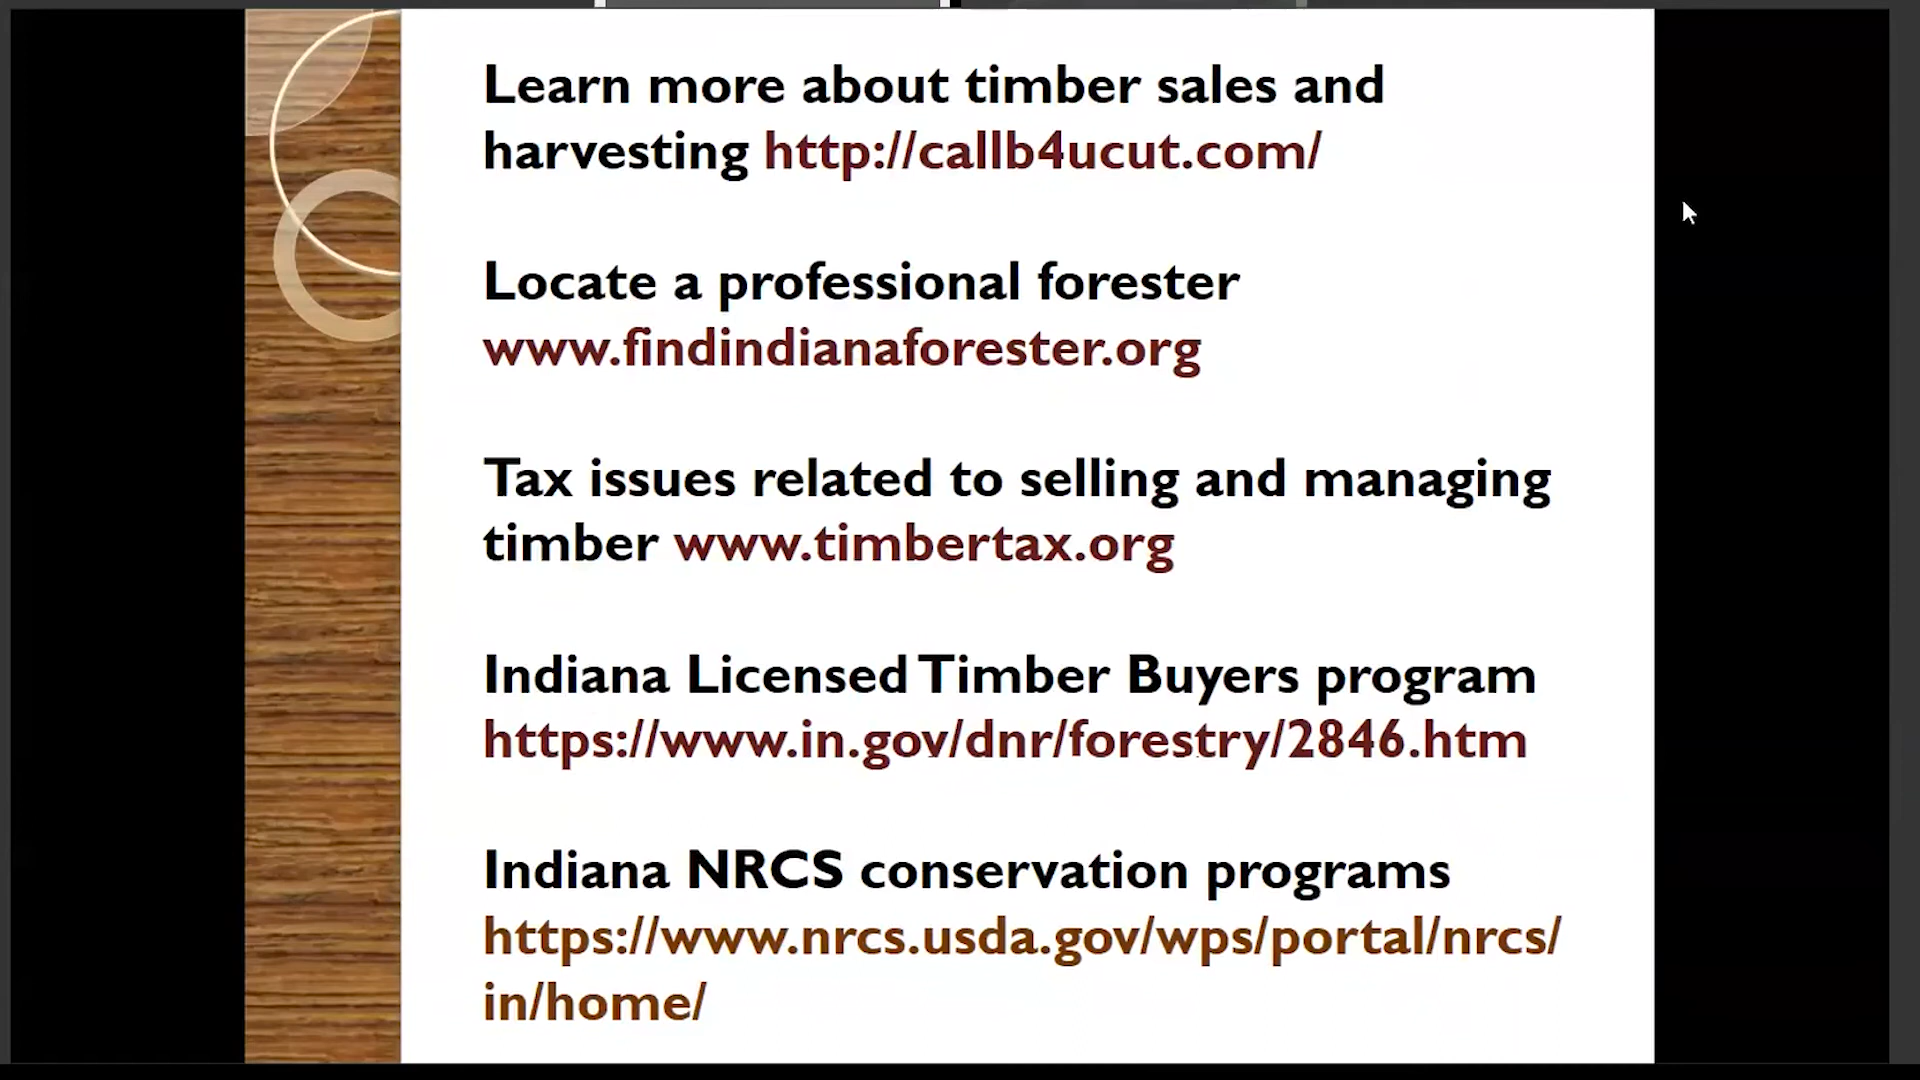 Learn more about timber sales and
harvesting http://callb4ucut.com/
Locate a professional forester
www.findindianaforester.org
Tax issues related to selling and managing
timber www.timbertax.org
Indiana Licensed Timber Buyers program
https://www.in.gov/dnr/forestry/2846.htm
Indiana NRCS conservation programs
https://www.nrcs.usda.gov/wps/portal/nrcs/
in/home/